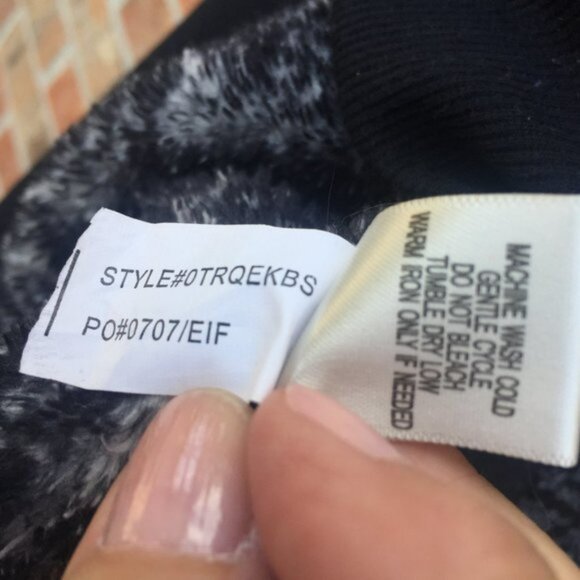 STYLE#0TRQEKBS
PO#0707/EIF
MACHINE WASH COLD
GENTLE CYCLE
DO NOT BLEACH
TUMBLE DRY LOW
WARM IRON ONLY IF NEEDED